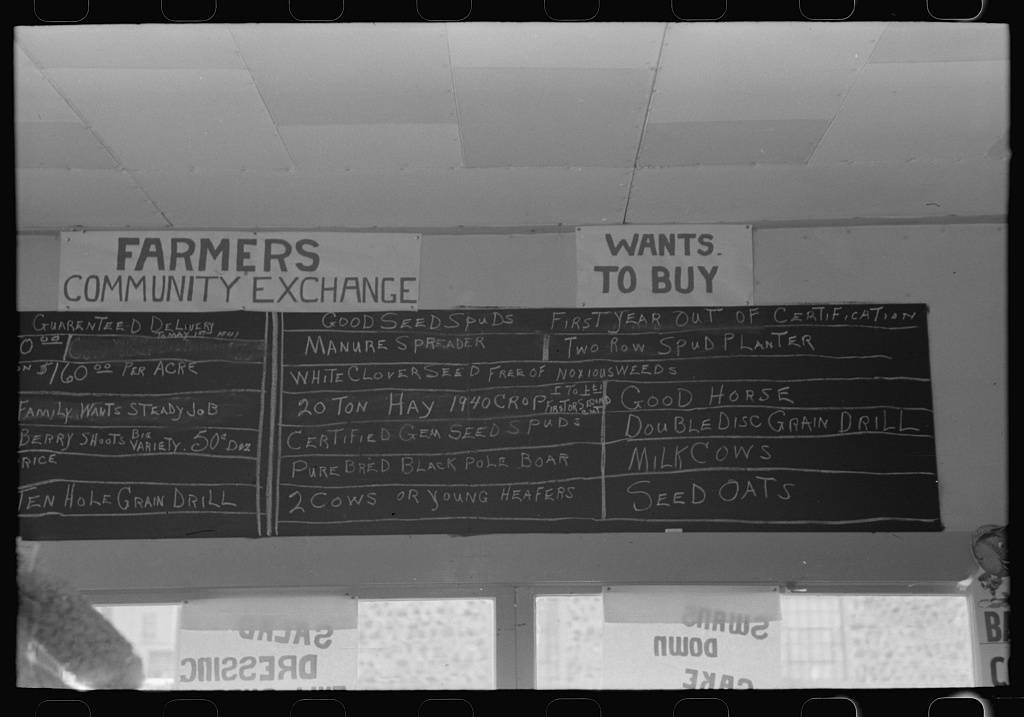 FARMERS
COMMUNITY EXCHANGE
WANTS.
TO BUY
GUARENTEED DELIVERY
TO MAY 1ST 1941
0 00
$160 00 PER ACRE
FAMILY WANTS STEADY JOB
BERRY SHOOTS BIG VARIETY. 50¢ DOZ
RICE
TEN HOLE GRAIN DRILL
GOOD SEED SPUDS FIRST YEAR OUT OF CERTIFICATION
MANURE SPREADER TWO ROW SPUD PLANTER
WHITE CLOVER SEED FREE OF NOXIOUS WEEDS
20 TON HAY 1940 CROP
CERTIFIED GEM SEED SPUDS
PURE BRED BLACK POLE BOAR
2 COWS OR YOUNG HEAFERS
GOOD HORSE
DOUBLE DISC GRAIN DRILL
MILK COWS
SEED OATS
SALAD
DRESSING
SWANS
DOWN
CAKE
BA
C